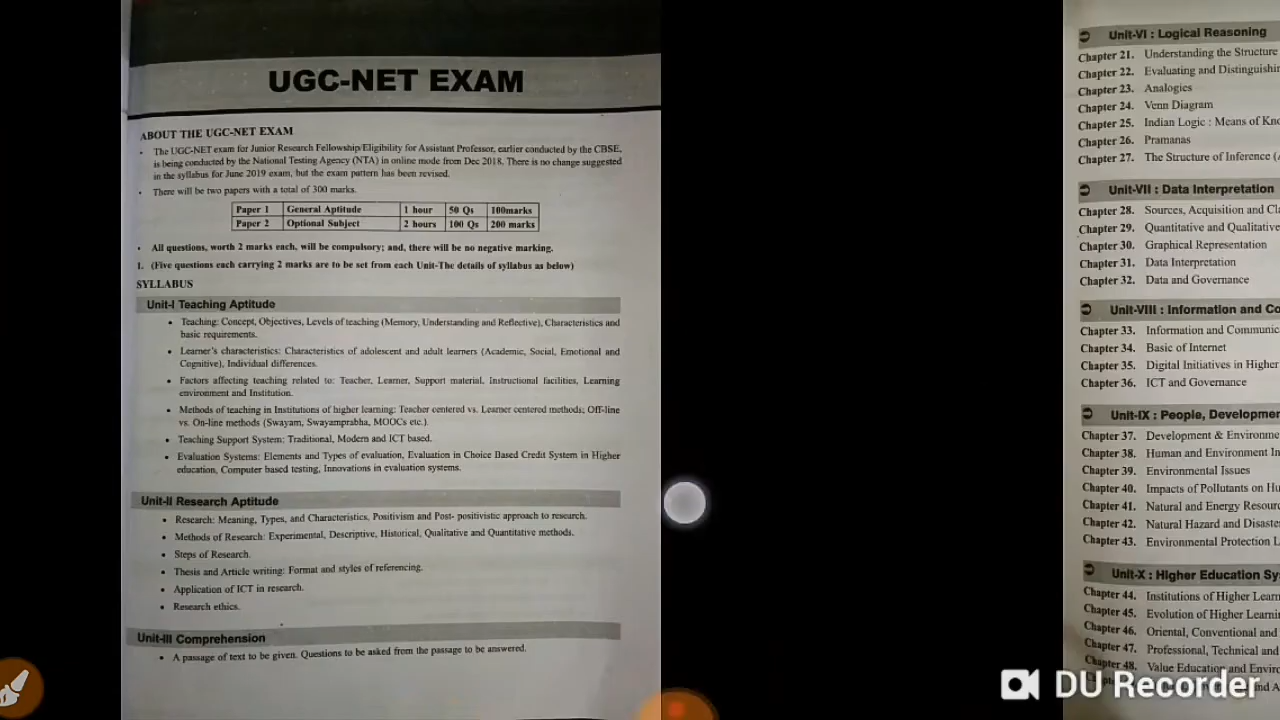 UGC-NET EXAM
ABOUT THE UGC-NET EXAM
• The UGC-NET exam for Junior Research Fellowship/Eligibility for Assistant Professor, earlier conducted by the CBSE,
is being conducted by the National Testing Agency (NTA) in online mode from Dec 2018. There is no change suggested
in the syllabus for June 2019 exam, but the exam pattern has been revised.
• There will be two papers with a total of 300 marks.
Paper 1 General Aptitude 1 hour 50 Qs 100marks
Paper 2 Optional Subject 2 hours 100 Qs 200 marks
• All questions, worth 2 marks each, will be compulsory; and, there will be no negative marking.
1. (Five questions each carrying 2 marks are to be set from each Unit-The details of syllabus as below)
SYLLABUS
Unit-I Teaching Aptitude
• Teaching: Concept, Objectives, Levels of teaching (Memory, Understanding and Reflective), Characteristics and
basic requirements.
• Learner's characteristics: Characteristics of adolescent and adult learners (Academic, Social, Emotional and
Cognitive), Individual differences.
• Factors affecting teaching related to: Teacher, Learner, Support material, Instructional facilities, Learning
environment and Institution.
• Methods of teaching in Institutions of higher learning: Teacher centered vs. Learner centered methods; Off-line
vs. On-line methods (Swayam, Swayamprabha, MOOCs etc.).
• Teaching Support System: Traditional, Modern and ICT based.
• Evaluation Systems: Elements and Types of evaluation, Evaluation in Choice Based Credit System in Higher
education, Computer based testing, Innovations in evaluation systems.
Unit-II Research Aptitude
• Research: Meaning, Types, and Characteristics, Positivism and Post- positivistic approach to research.
• Methods of Research: Experimental, Descriptive, Historical, Qualitative and Quantitative methods.
• Steps of Research.
• Thesis and Article writing: Format and styles of referencing.
• Application of ICT in research.
• Research ethics.
Unit-III Comprehension
• A passage of text to be given. Questions to be asked from the passage to be answered.
Unit-VI : Logical Reasoning
Chapter 21. Understanding the Structure
Chapter 22. Evaluating and Distinguishin
Chapter 23. Analogies
Chapter 24. Venn Diagram
Chapter 25. Indian Logic : Means of Kno
Chapter 26. Pramanas
Chapter 27. The Structure of Inference (
Unit-VII : Data Interpretation
Chapter 28. Sources, Acquisition and Cl
Chapter 29. Quantitative and Qualitative
Chapter 30. Graphical Representation
Chapter 31. Data Interpretation
Chapter 32. Data and Governance
Unit-VIII : Information and Co
Chapter 33. Information and Communic
Chapter 34. Basic of Internet
Chapter 35. Digital Initiatives in Higher
Chapter 36. ICT and Governance
Unit-IX : People, Developme
Chapter 37. Development & Environme
Chapter 38. Human and Environment In
Chapter 39. Environmental Issues
Chapter 40. Impacts of Pollutants on Hu
Chapter 41. Natural and Energy Resourc
Chapter 42. Natural Hazard and Disaste
Chapter 43. Environmental Protection
Unit-X : Higher Education Sy
Chapter 44. Institutions of Higher Learn
Chapter 45. Evolution of Higher Learni
Chapter 46. Oriental, Conventional and
Chapter 47. Professional, Technical and
Chapter 48. Value Education and Enviro
DU Recorder